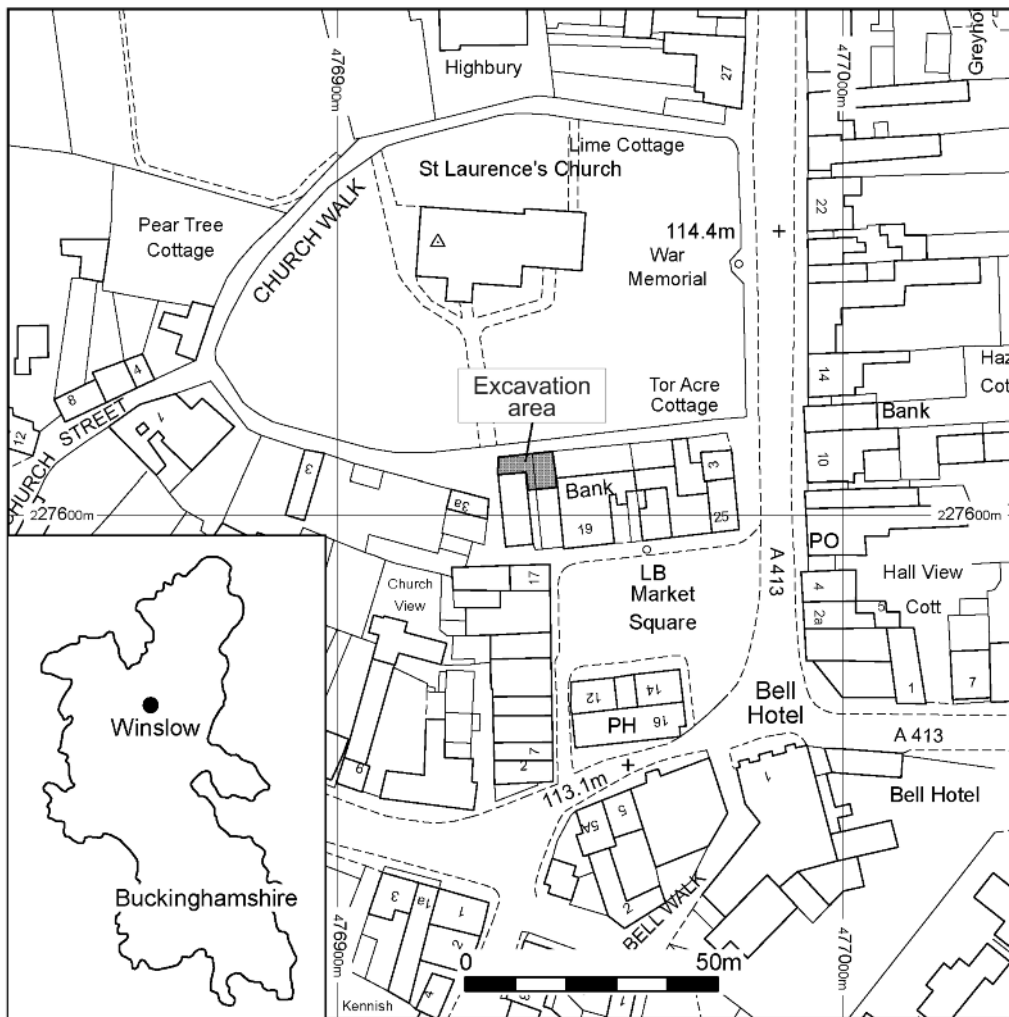 Highbury
27
476900m
477000m
Greyho
Lime Cottage
St Laurence's Church
CHURCH WALK
Pear Tree
Cottage
114.4m
War
Memorial
22
Excavation
area
Tor Acre
Cottage
14
Haz
Cott
Bank
10
4
8
12
CHURCH STREET
1
3
3a
Bank
3
19
25
22760000m
22760000m
PO
A 413
LB
Market
Square
Hall View
Cott
4
2a
5
1
7
Church
View
17
12
14
PH
16
Bell
Hotel
A 413
7
2
6
113.1m
1
Bell Hotel
5A
5
2
BELL WALK
3
1a
1
2
4
Kennish
476900m
477000m
0
50m
Winslow
Buckinghamshire